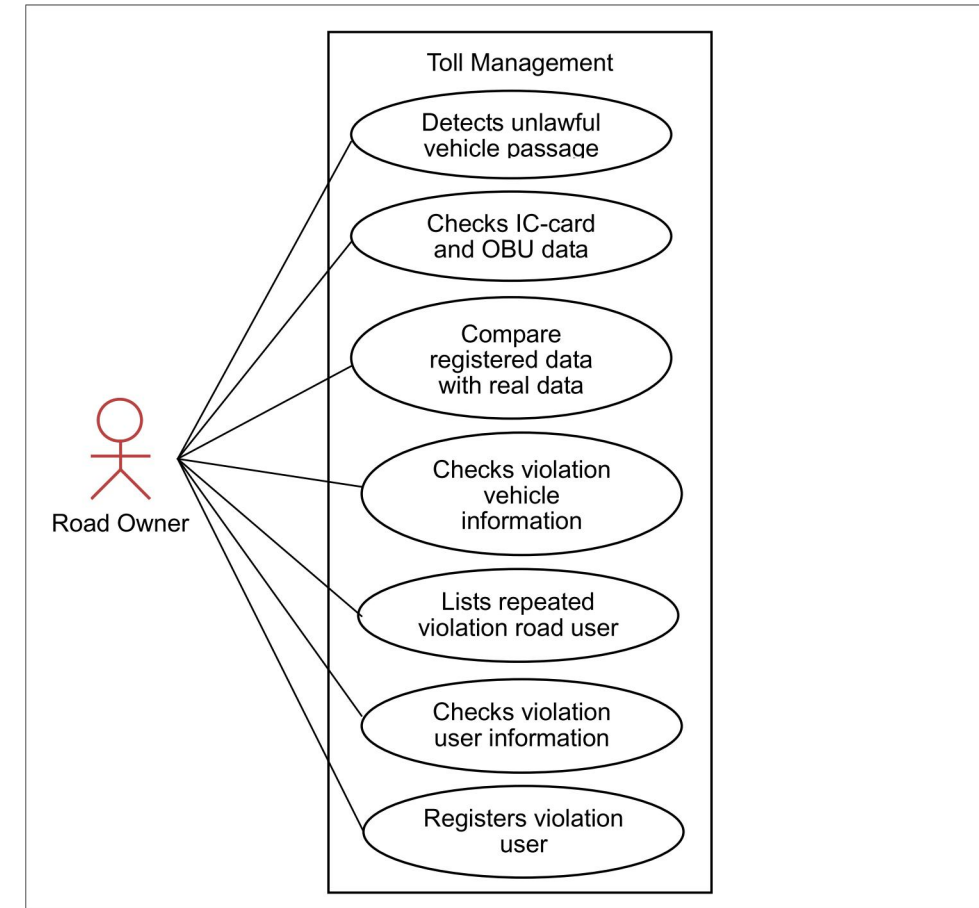 Toll Management
Detects unlawful
vehicle passage
Checks IC-card
and OBU data
Compare
registered data
with real data
Checks violation
vehicle
information
Road Owner
Lists repeated
violation road user
Checks violation
user information
Registers violation
user